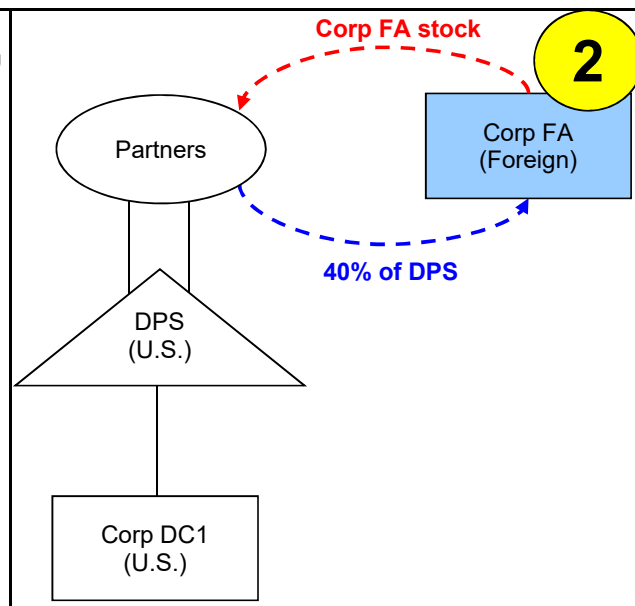 Corp FA stock
2
Partners
Corp FA
(Foreign)
40% of DPS
DPS
(U.S.)
Corp DC1
(U.S.)